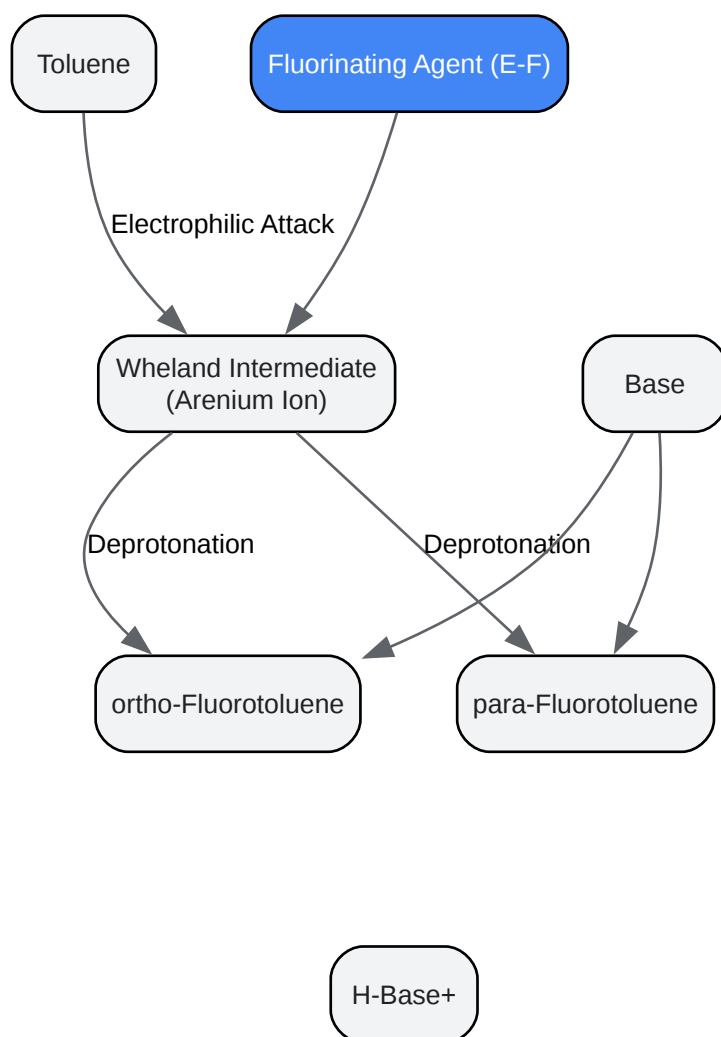 Toluene
Fluorinating Agent (E-F)
Electrophilic Attack
Wheland Intermediate
(Arenium Ion)
Base
Deprotonation
Deprotonation
ortho-Fluorotoluene
para-Fluorotoluene
H-Base+